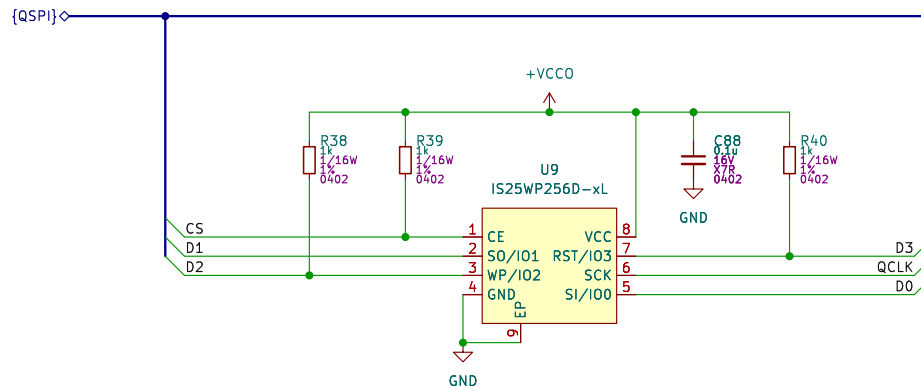 {QSPI}
+VCCO
R38
1k
1/16W
1%
0402
R39
1k
1/16W
1%
0402
C88
0.1u
16V
X7R
0402
R40
1k
1/16W
1%
0402
GND
U9
IS25WP256D-xL
CS
D1
D2
1
2
3
4
CE
SO/IO1
WP/IO2
GND
EP
9
VCC
RST/IO3
SCK
SI/IO0
8
7
6
5
D3
QCLK
D0
GND